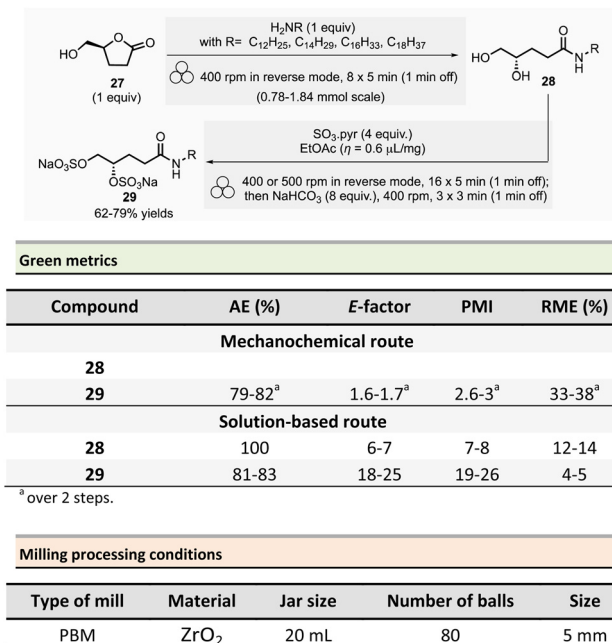 H2NR (1 equiv)
with R= C12H25, C14H29, C16H33, C18H37
400 rpm in reverse mode, 8 x 5 min (1 min off)
(0.78-1.84 mmol scale)
HO
O
O
27
(1 equiv)
HO
OH
O
N
H
R
28
SO3.pyr (4 equiv.)
EtOAc (η = 0.6 μL/mg)
400 or 500 rpm in reverse mode, 16 x 5 min (1 min off);
then NaHCO3 (8 equiv.), 400 rpm, 3 x 3 min (1 min off)
NaO3SO
OSO3Na
O
N
H
R
29
62-79% yields
Green metrics
Compound AE (%) E-factor PMI RME (%)
Mechanochemical route
28
29 79-82a 1.6-1.7a 2.6-3a 33-38a
Solution-based route
28 100 6-7 7-8 12-14
29 81-83 18-25 19-26 4-5
a over 2 steps.
Milling processing conditions
Type of mill Material Jar size Number of balls Size
PBM ZrO2 20 mL 80 5 mm